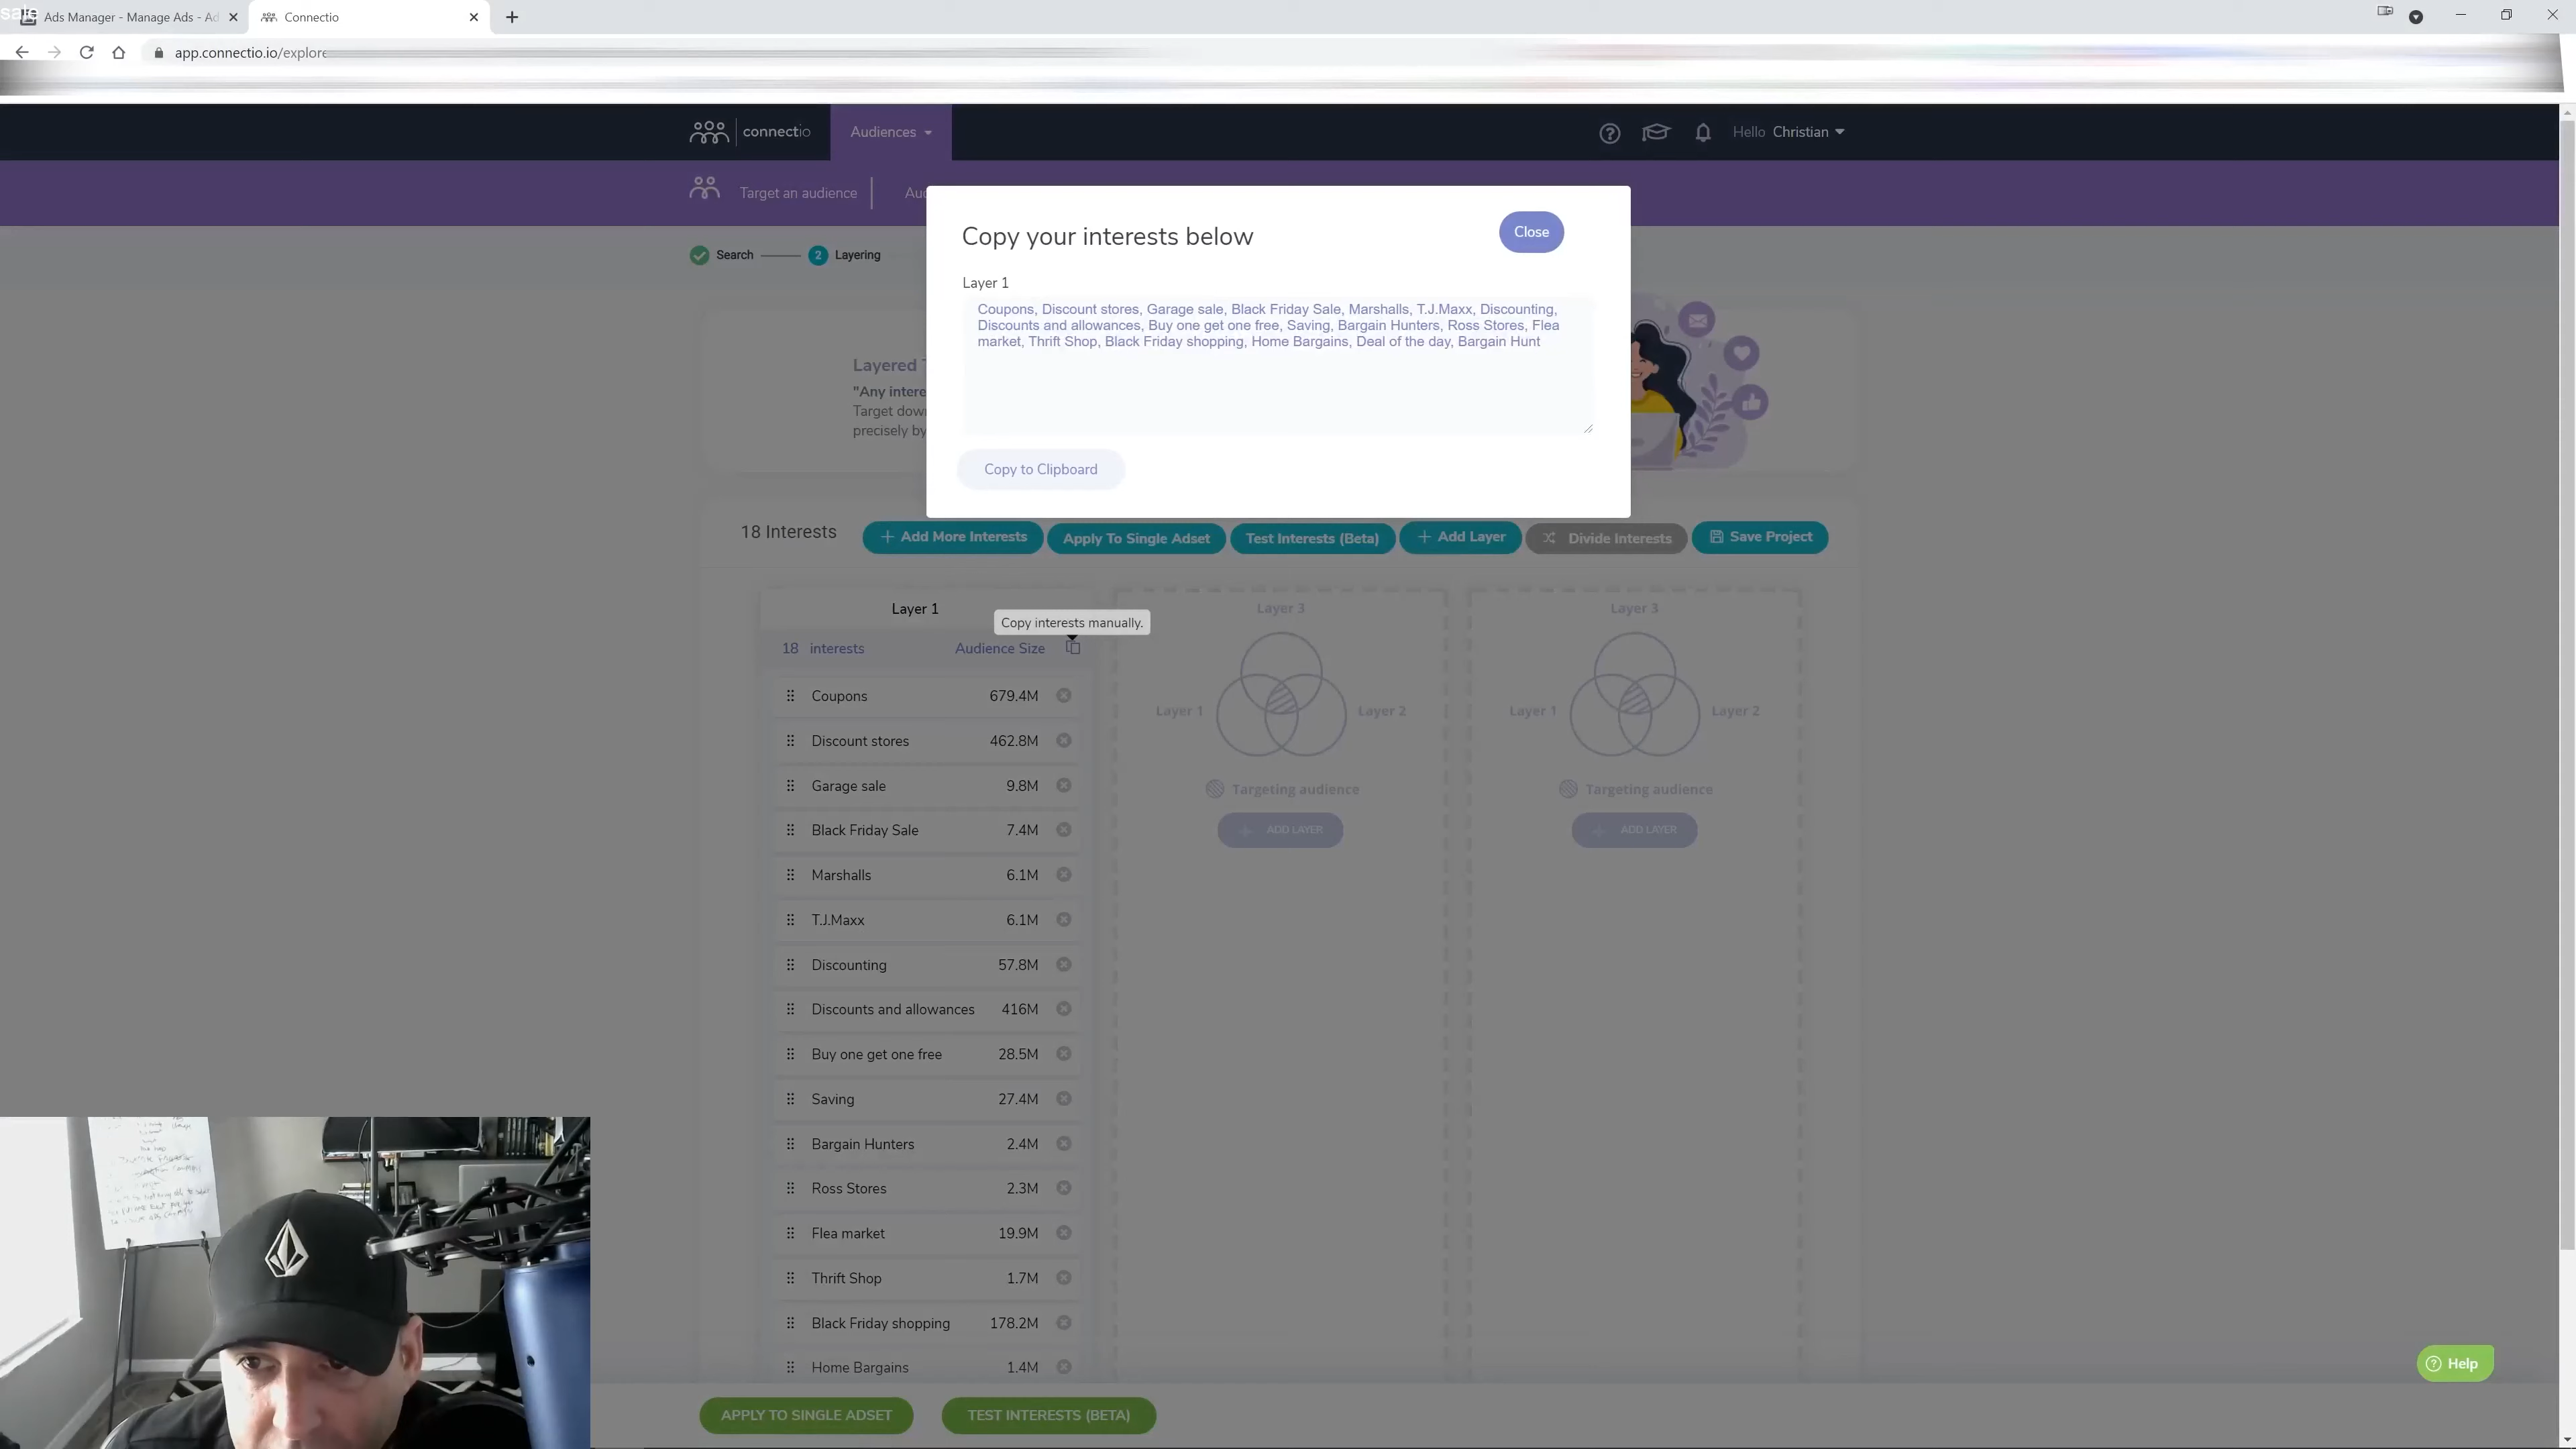 sale
Ads Manager - Manage Ads - Ad
Connectio
app.connectio.io/explore
connectio
Audiences
Hello Christian
Target an audience
Au
Copy your interests below
Close
Search
2
Layering
Layer 1
Coupons, Discount stores, Garage sale, Black Friday Sale, Marshalls, T.J.Maxx, Discounting,
Discounts and allowances, Buy one get one free, Saving, Bargain Hunters, Ross Stores, Flea
market, Thrift Shop, Black Friday shopping, Home Bargains, Deal of the day, Bargain Hunt
Layered
"Any intere
Target dow
precisely by
Copy to Clipboard
18 Interests
+ Add More Interests
Apply To Single Adset
Test Interests (Beta)
+ Add Layer
Divide Interests
Save Project
Layer 1
Copy interests manually.
18 interests
Audience Size
Coupons 679.4M
Discount stores 462.8M
Garage sale 9.8M
Black Friday Sale 7.4M
Marshalls 6.1M
T.J.Maxx 6.1M
Discounting 57.8M
Discounts and allowances 416M
Buy one get one free 28.5M
Saving 27.4M
Bargain Hunters 2.4M
Ross Stores 2.3M
Flea market 19.9M
Thrift Shop 1.7M
Black Friday shopping 178.2M
Home Bargains 1.4M
Layer 3
Layer 1
Layer 2
Targeting audience
+ ADD LAYER
Layer 3
Layer 1
Layer 2
Targeting audience
+ ADD LAYER
APPLY TO SINGLE ADSET
TEST INTERESTS (BETA)
Help